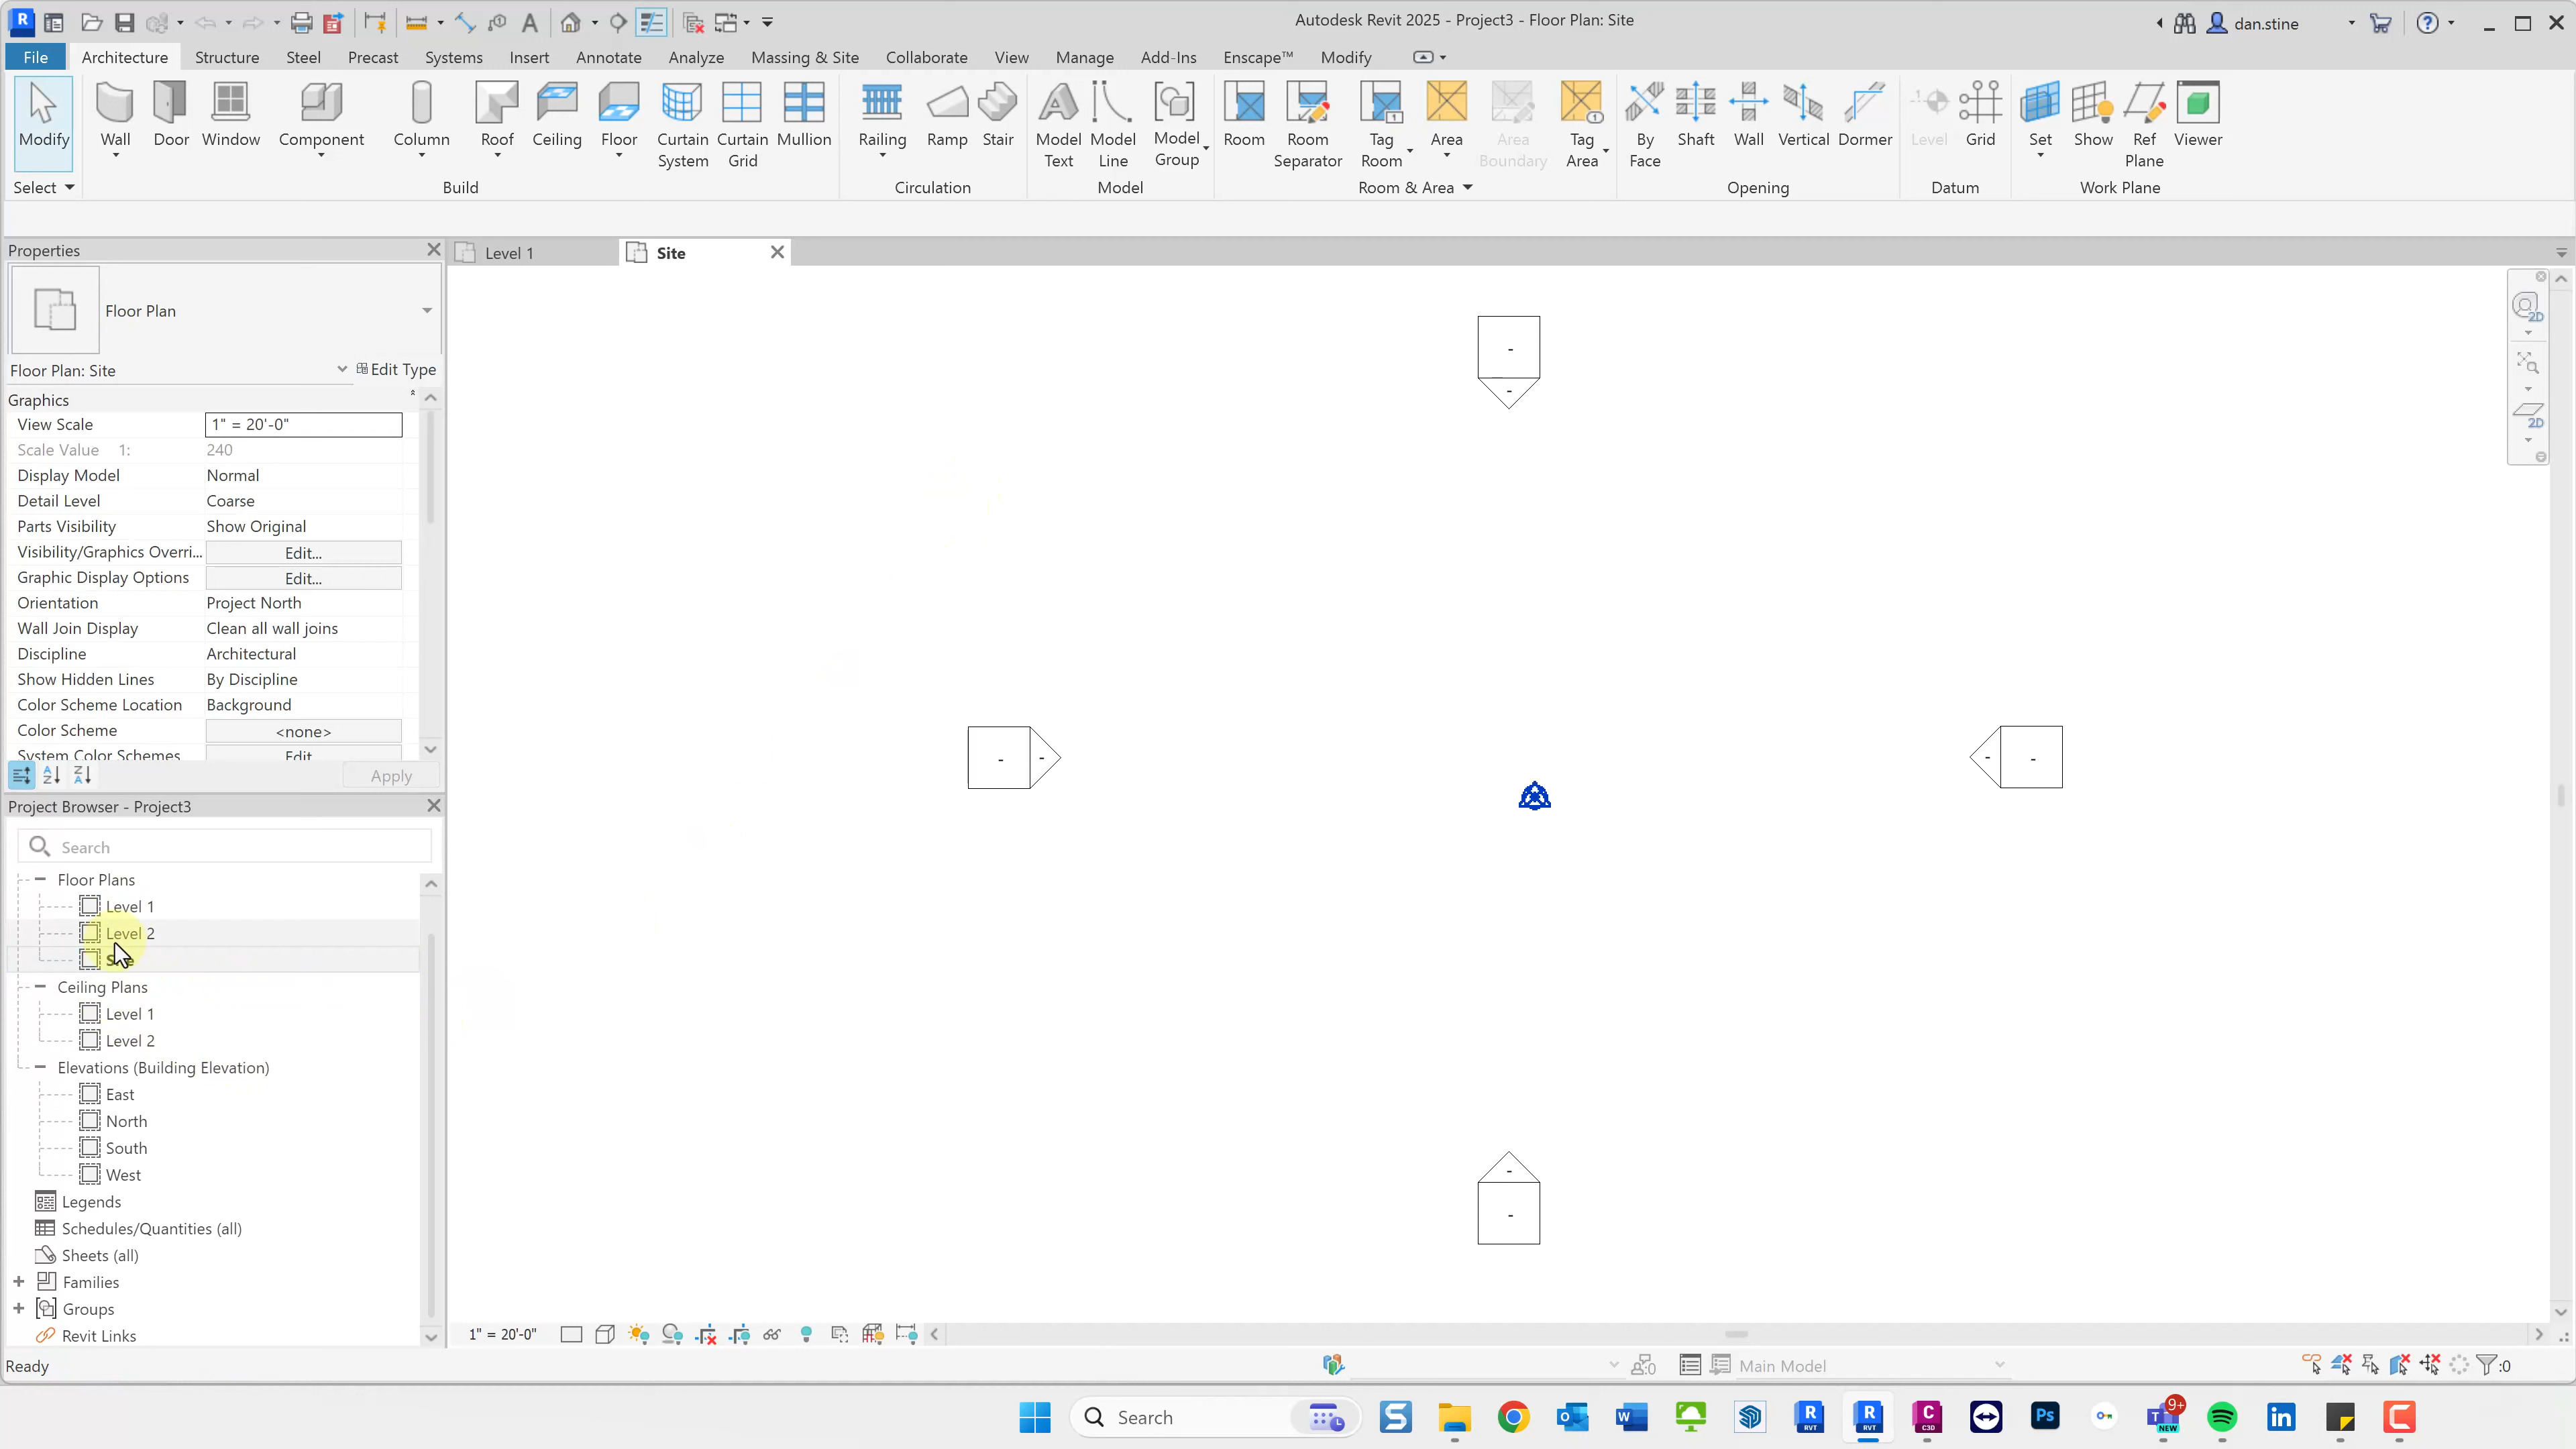 Autodesk Revit 2025 - Project3 - Floor Plan: Site
dan.stine
File Architecture Structure Steel Precast Systems Insert Annotate Analyze Massing & Site Collaborate View Manage Add-Ins Enscape™ Modify
Modify Wall Door Window Component Column Roof Ceiling Floor Curtain System Curtain Grid Mullion Railing Ramp Stair Model Text Model Line Model Group Room Room Separator Tag Room Area Area Boundary Tag Area By Face Shaft Wall Vertical Dormer Level Grid Set Show Ref Plane Viewer
Select Build Circulation Model Room & Area Opening Datum Work Plane
Properties
Level 1
Site
Floor Plan
Floor Plan: Site
Edit Type
Graphics
View Scale 1" = 20'-0"
Scale Value 1: 240
Display Model Normal
Detail Level Coarse
Parts Visibility Show Original
Visibility/Graphics Overri... Edit...
Graphic Display Options Edit...
Orientation Project North
Wall Join Display Clean all wall joins
Discipline Architectural
Show Hidden Lines By Discipline
Color Scheme Location Background
Color Scheme <none>
System Color Schemes Edit
Apply
Project Browser - Project3
Search
Floor Plans
Level 1
Level 2
Ceiling Plans
Level 1
Level 2
Elevations (Building Elevation)
East
North
South
West
Legends
Schedules/Quantities (all)
Sheets (all)
Families
Groups
Revit Links
2D
2D
1" = 20'-0"
Ready
:0
Main Model
:0
Search
9+
NEW
RVT
RVT
C3D
Ps